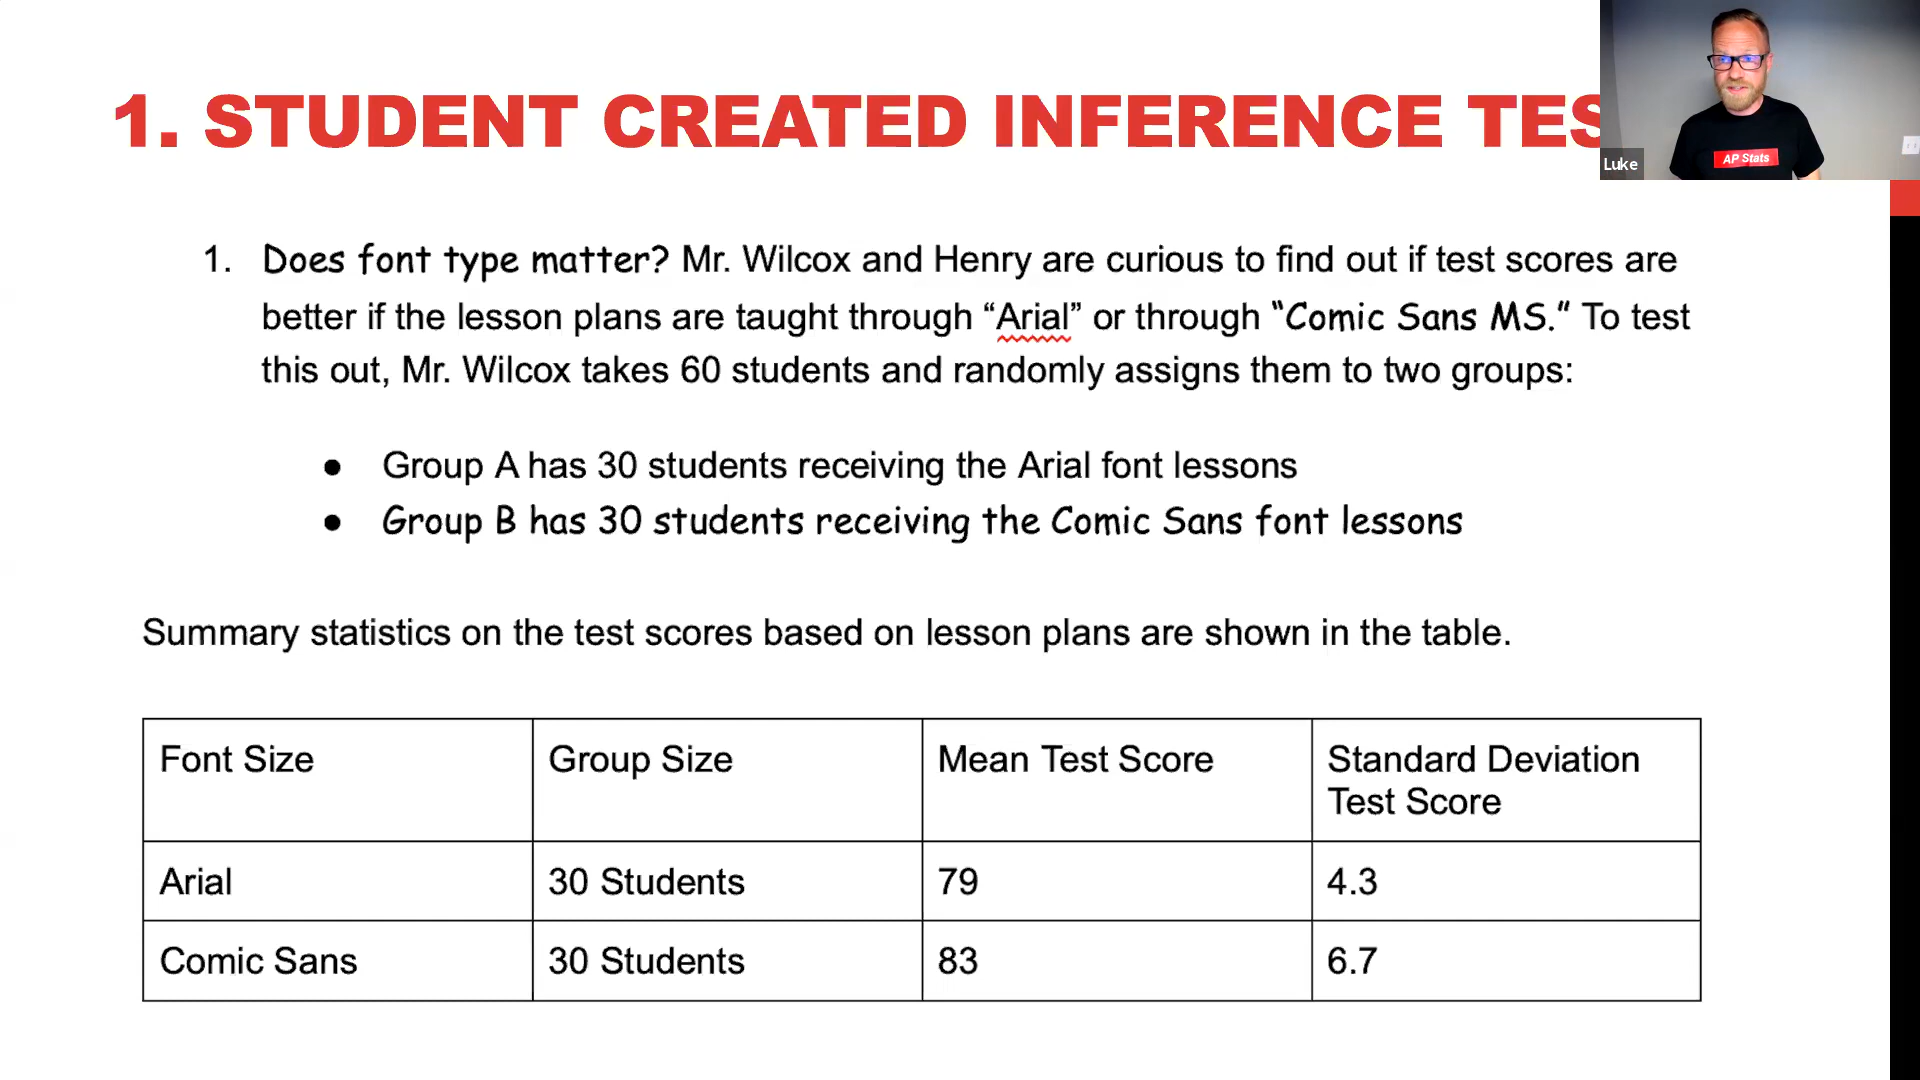 1. STUDENT CREATED INFERENCE TES
Luke
AP Stats
1. Does font type matter? Mr. Wilcox and Henry are curious to find out if test scores are
better if the lesson plans are taught through “Arial” or through “Comic Sans MS.” To test
this out, Mr. Wilcox takes 60 students and randomly assigns them to two groups:
● Group A has 30 students receiving the Arial font lessons
● Group B has 30 students receiving the Comic Sans font lessons
Summary statistics on the test scores based on lesson plans are shown in the table.
Font Size Group Size Mean Test Score Standard Deviation
Test Score
Arial 30 Students 79 4.3
Comic Sans 30 Students 83 6.7